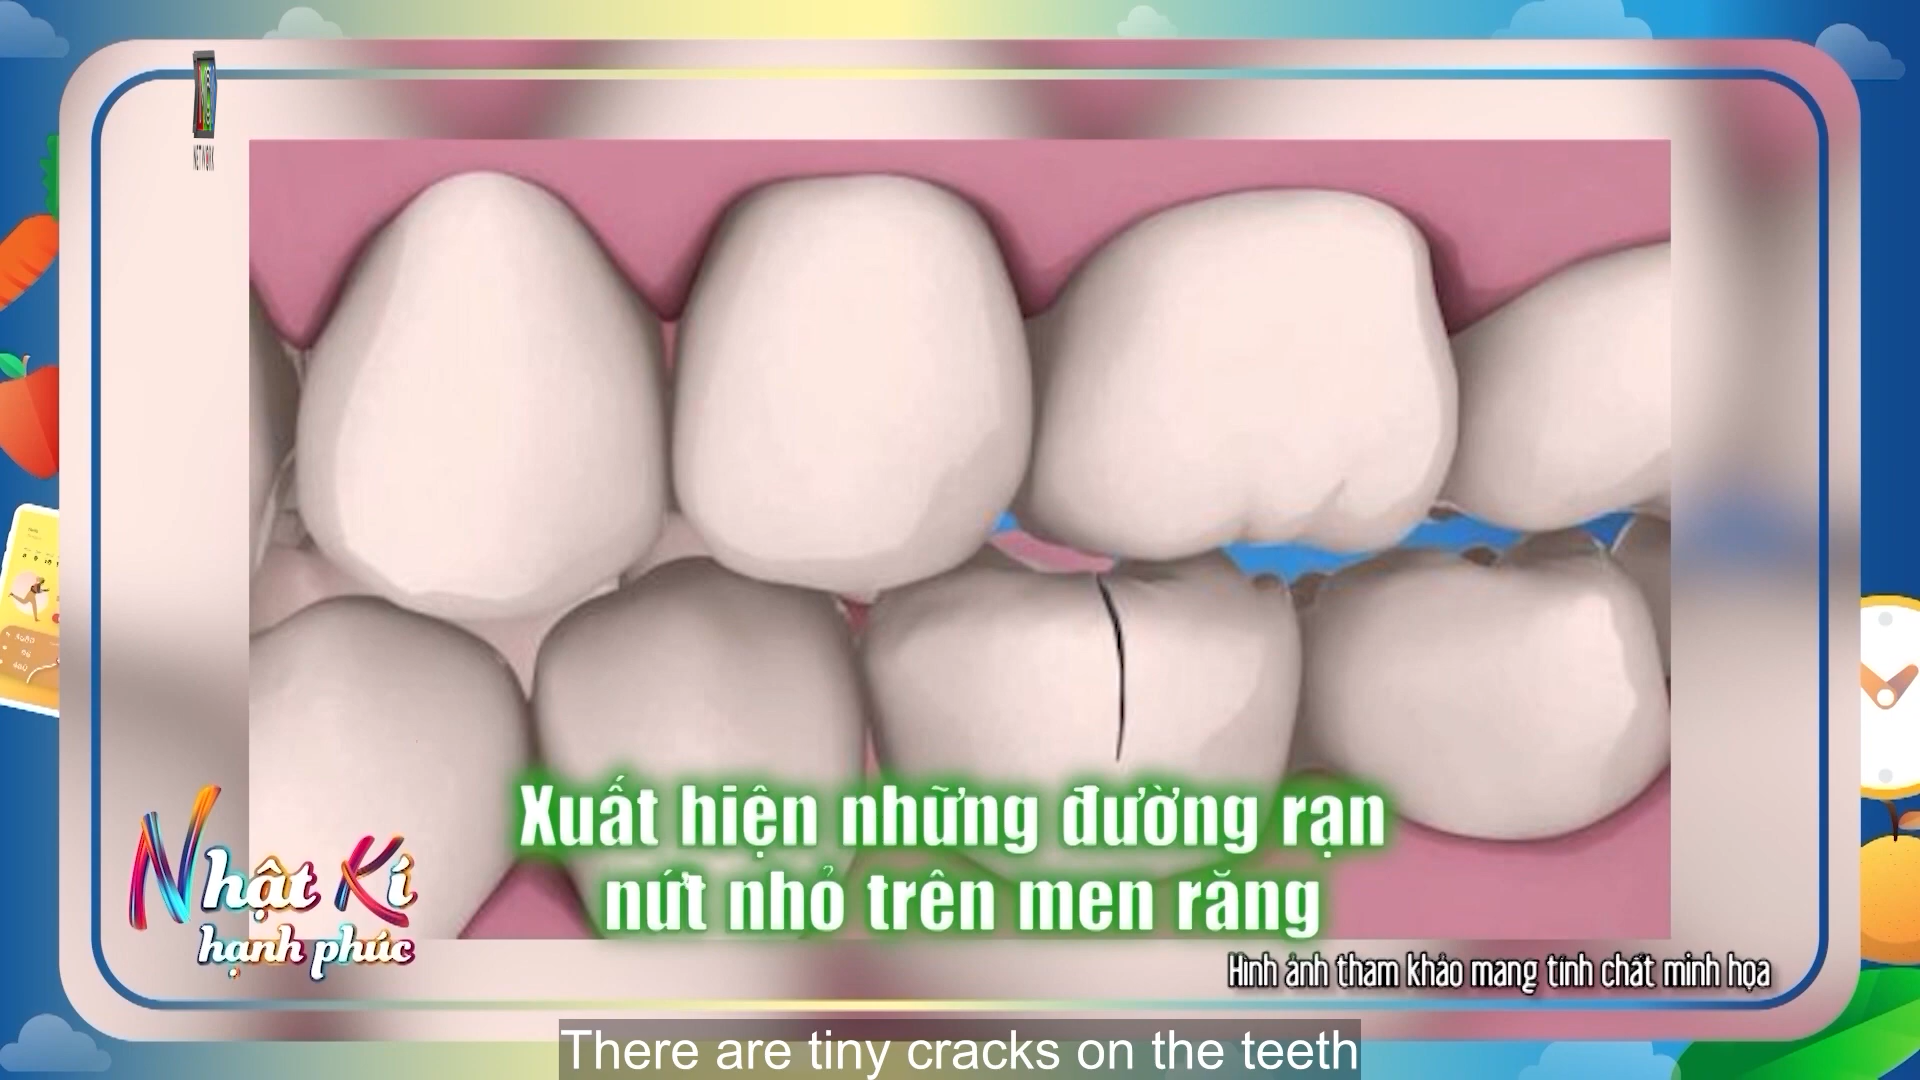 NETWORK
Xuất hiện những đường rạn
nứt nhỏ trên men răng
Nhật Kí
hạnh phúc
Hình ảnh tham khảo mang tính chất minh họa
There are tiny cracks on the teeth